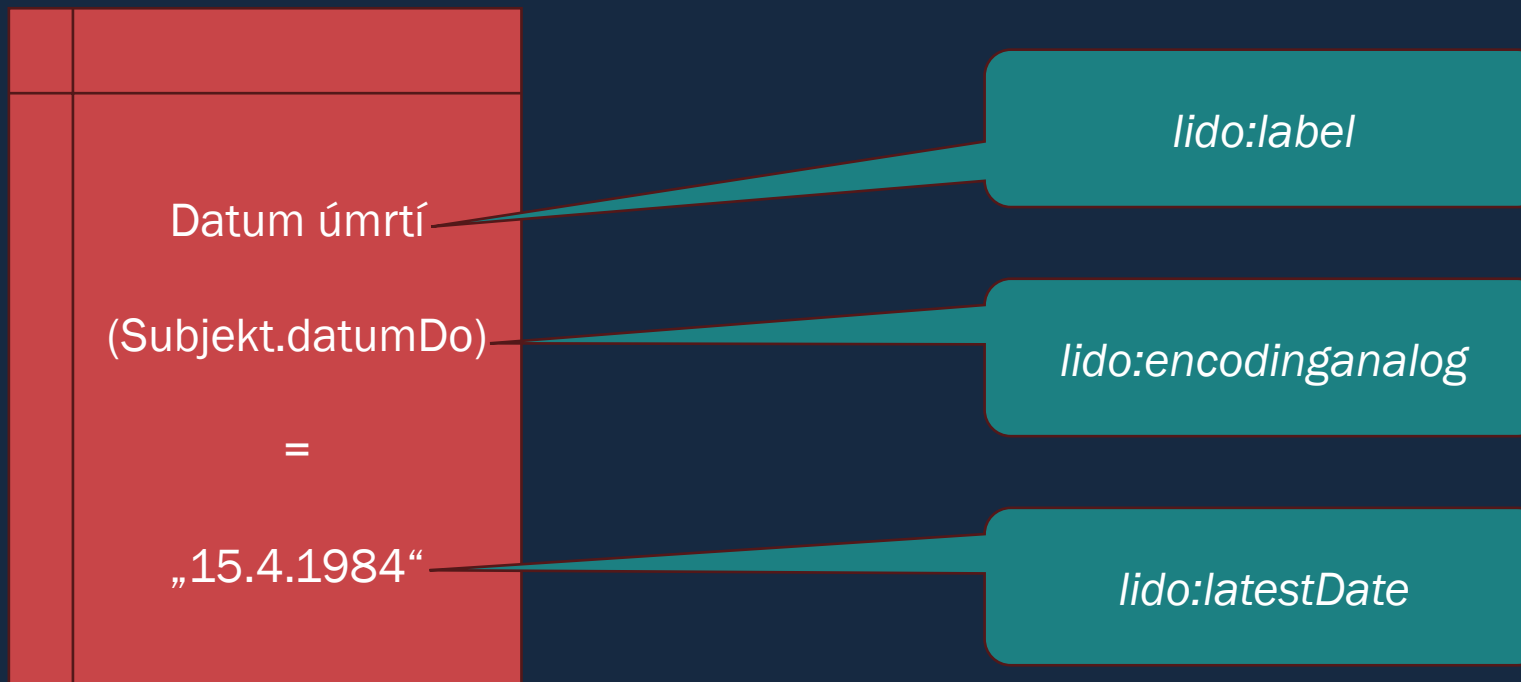 Datum úmrtí
(Subjekt.datumDo)
=
„15.4.1984“
lido:label
lido:encodinganalog
lido:latestDate